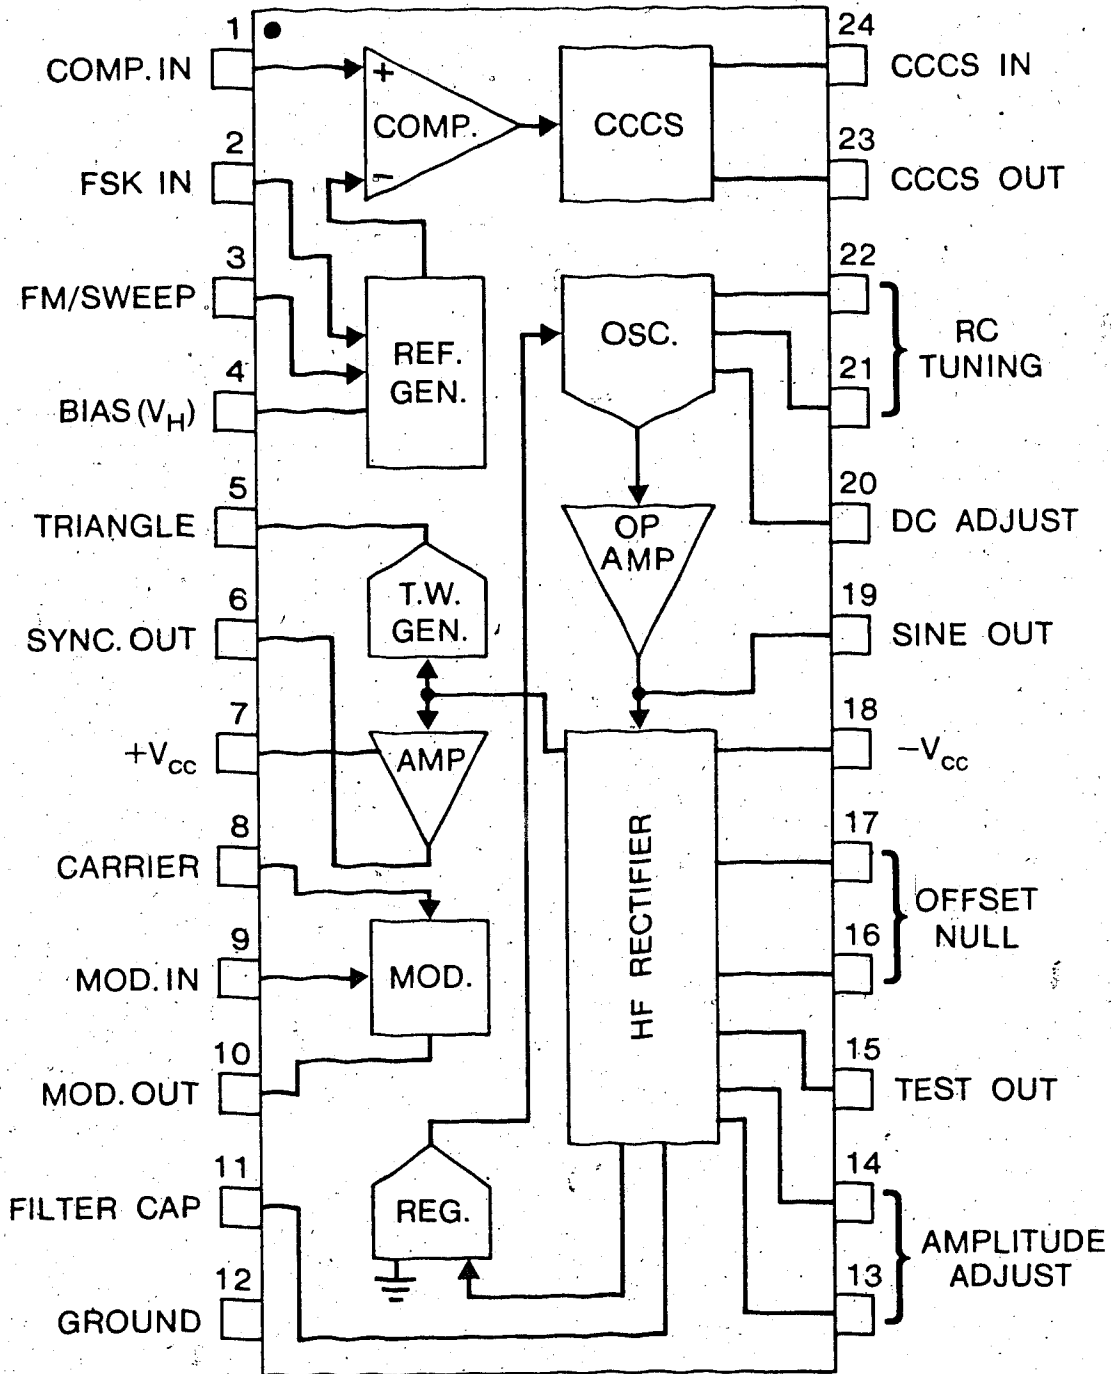 1
COMP. IN
2
FSK IN
3
FM/SWEEP
4
BIAS (VH)
5
TRIANGLE
6
SYNC. OUT
7
+Vcc
8
CARRIER
9
MOD. IN
10
MOD. OUT
11
FILTER CAP
12
GROUND
+
COMP.
−
CCCS
REF.
GEN.
OSC.
OP
AMP
T.W.
GEN.
AMP
MOD.
HF RECTIFIER
REG.
24
CCCS IN
23
CCCS OUT
22
RC
TUNING
21
20
DC ADJUST
19
SINE OUT
18
−Vcc
17
OFFSET
NULL
16
15
TEST OUT
14
AMPLITUDE
ADJUST
13